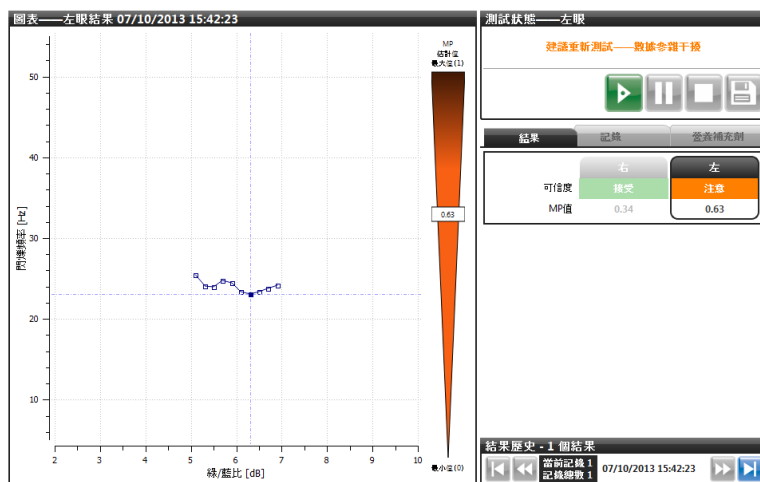 圖表——左眼結果 07/10/2013 15:42:23
測試狀態——左眼
建議重新測試——數據參雜干擾
MP
估計位
最大位(1)
50
40
30
20
10
閃爍頻率 [Hz]
0.63
2 3 4 5 6 7 8 9 10
綠/藍比 [dB]
最小位(0)
結果
記錄
營養補充劑
右 左
可信度 接受 注意
MP值 0.34 0.63
結果歷史 - 1 個結果
當前記錄 1
記錄總數 1
07/10/2013 15:42:23